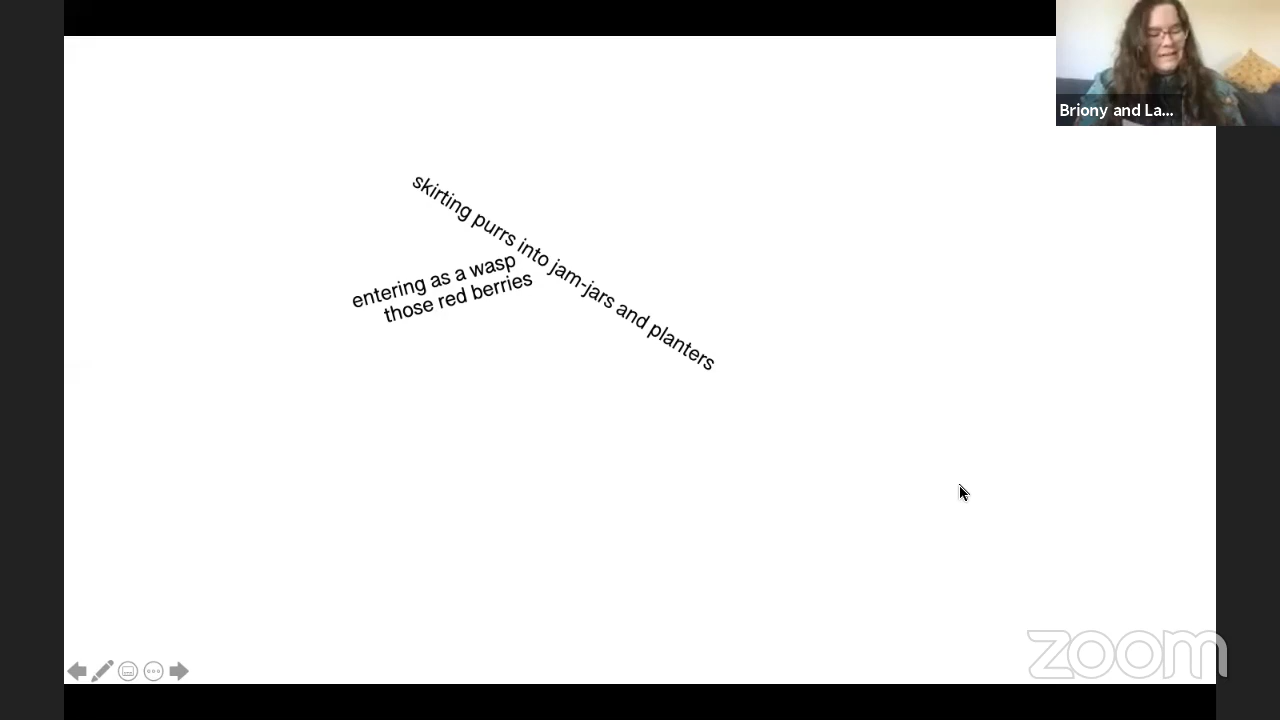 Briony and La...
skirting purrs into jam-jars and planters
entering as a wasp
those red berries
zoom